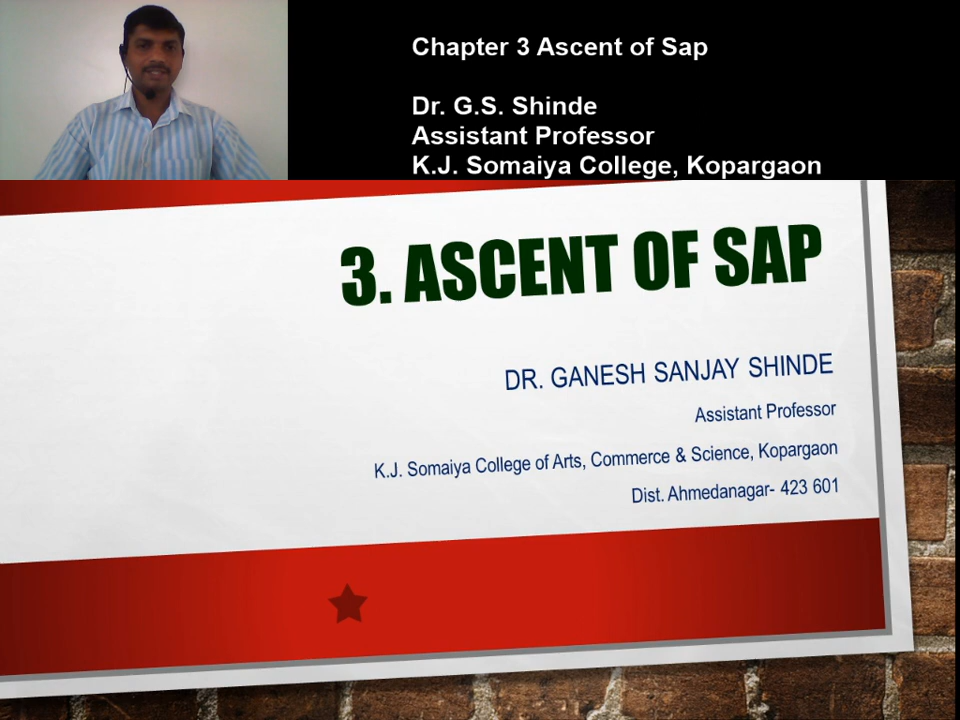 Chapter 3 Ascent of Sap
Dr. G.S. Shinde
Assistant Professor
K.J. Somaiya College, Kopargaon
3. ASCENT OF SAP
DR. GANESH SANJAY SHINDE
Assistant Professor
K.J. Somaiya College of Arts, Commerce & Science, Kopargaon
Dist. Ahmedanagar- 423 601